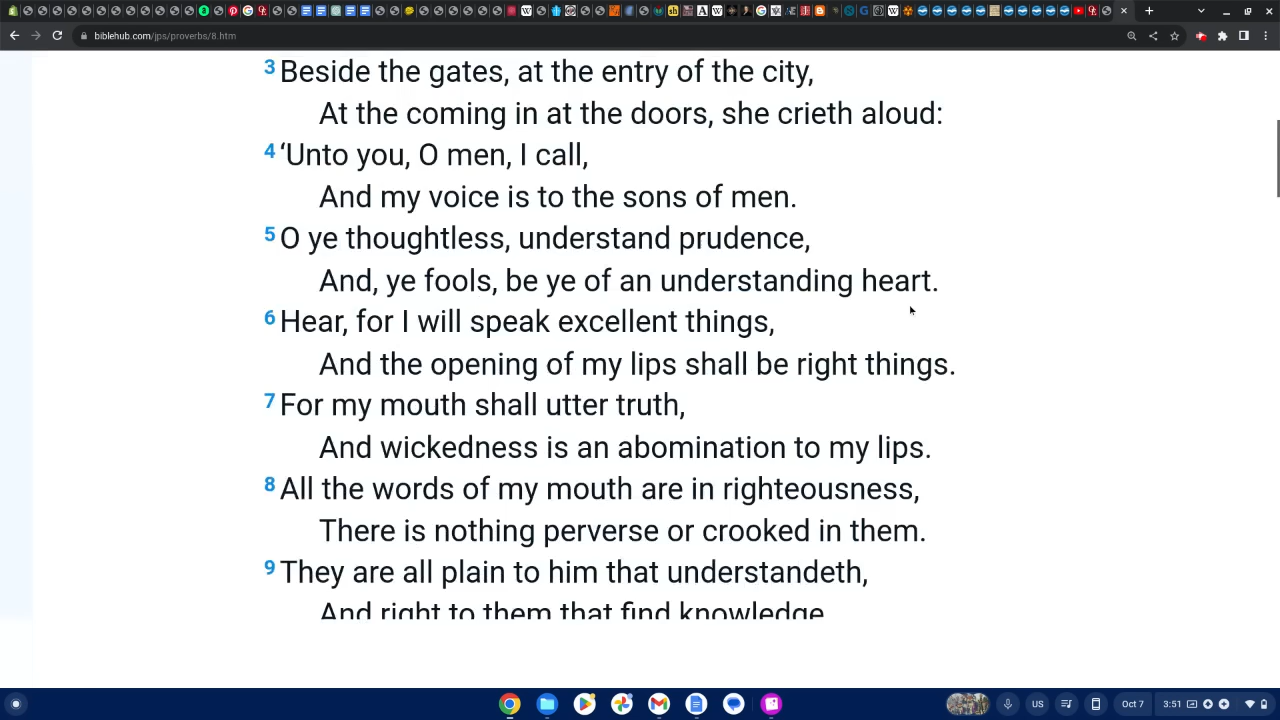 biblehub.com/jps/proverbs/8.htm
3 Beside the gates, at the entry of the city,
At the coming in at the doors, she crieth aloud:
4 ‘Unto you, O men, I call,
And my voice is to the sons of men.
5 O ye thoughtless, understand prudence,
And, ye fools, be ye of an understanding heart.
6 Hear, for I will speak excellent things,
And the opening of my lips shall be right things.
7 For my mouth shall utter truth,
And wickedness is an abomination to my lips.
8 All the words of my mouth are in righteousness,
There is nothing perverse or crooked in them.
9 They are all plain to him that understandeth,
And right to them that find knowledge
US Oct 7 3:51